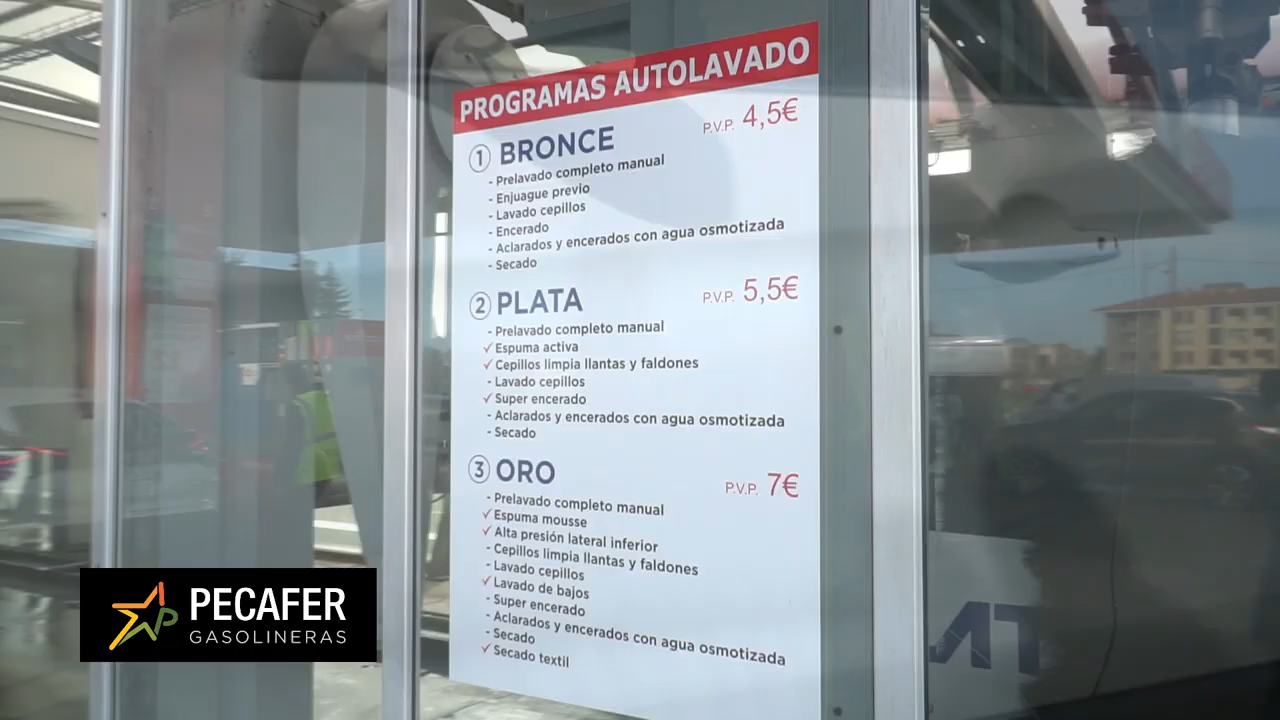 PROGRAMAS AUTOLAVADO
1 BRONCE P.V.P. 4,5€
- Prelavado completo manual
- Enjuague previo
- Lavado cepillos
- Encerado
- Aclarados y encerados con agua osmotizada
- Secado
2 PLATA P.V.P. 5,5€
- Prelavado completo manual
✓ Espuma activa
✓ Cepillos limpia llantas y faldones
- Lavado cepillos
✓ Super encerado
- Aclarados y encerados con agua osmotizada
- Secado
3 ORO P.V.P. 7€
- Prelavado completo manual
✓ Espuma mousse
✓ Alta presión lateral inferior
- Cepillos limpia llantas y faldones
- Lavado cepillos
✓ Lavado de bajos
- Super encerado
- Aclarados y encerados con agua osmotizada
- Secado
✓ Secado textil
PECAFER
GASOLINERAS